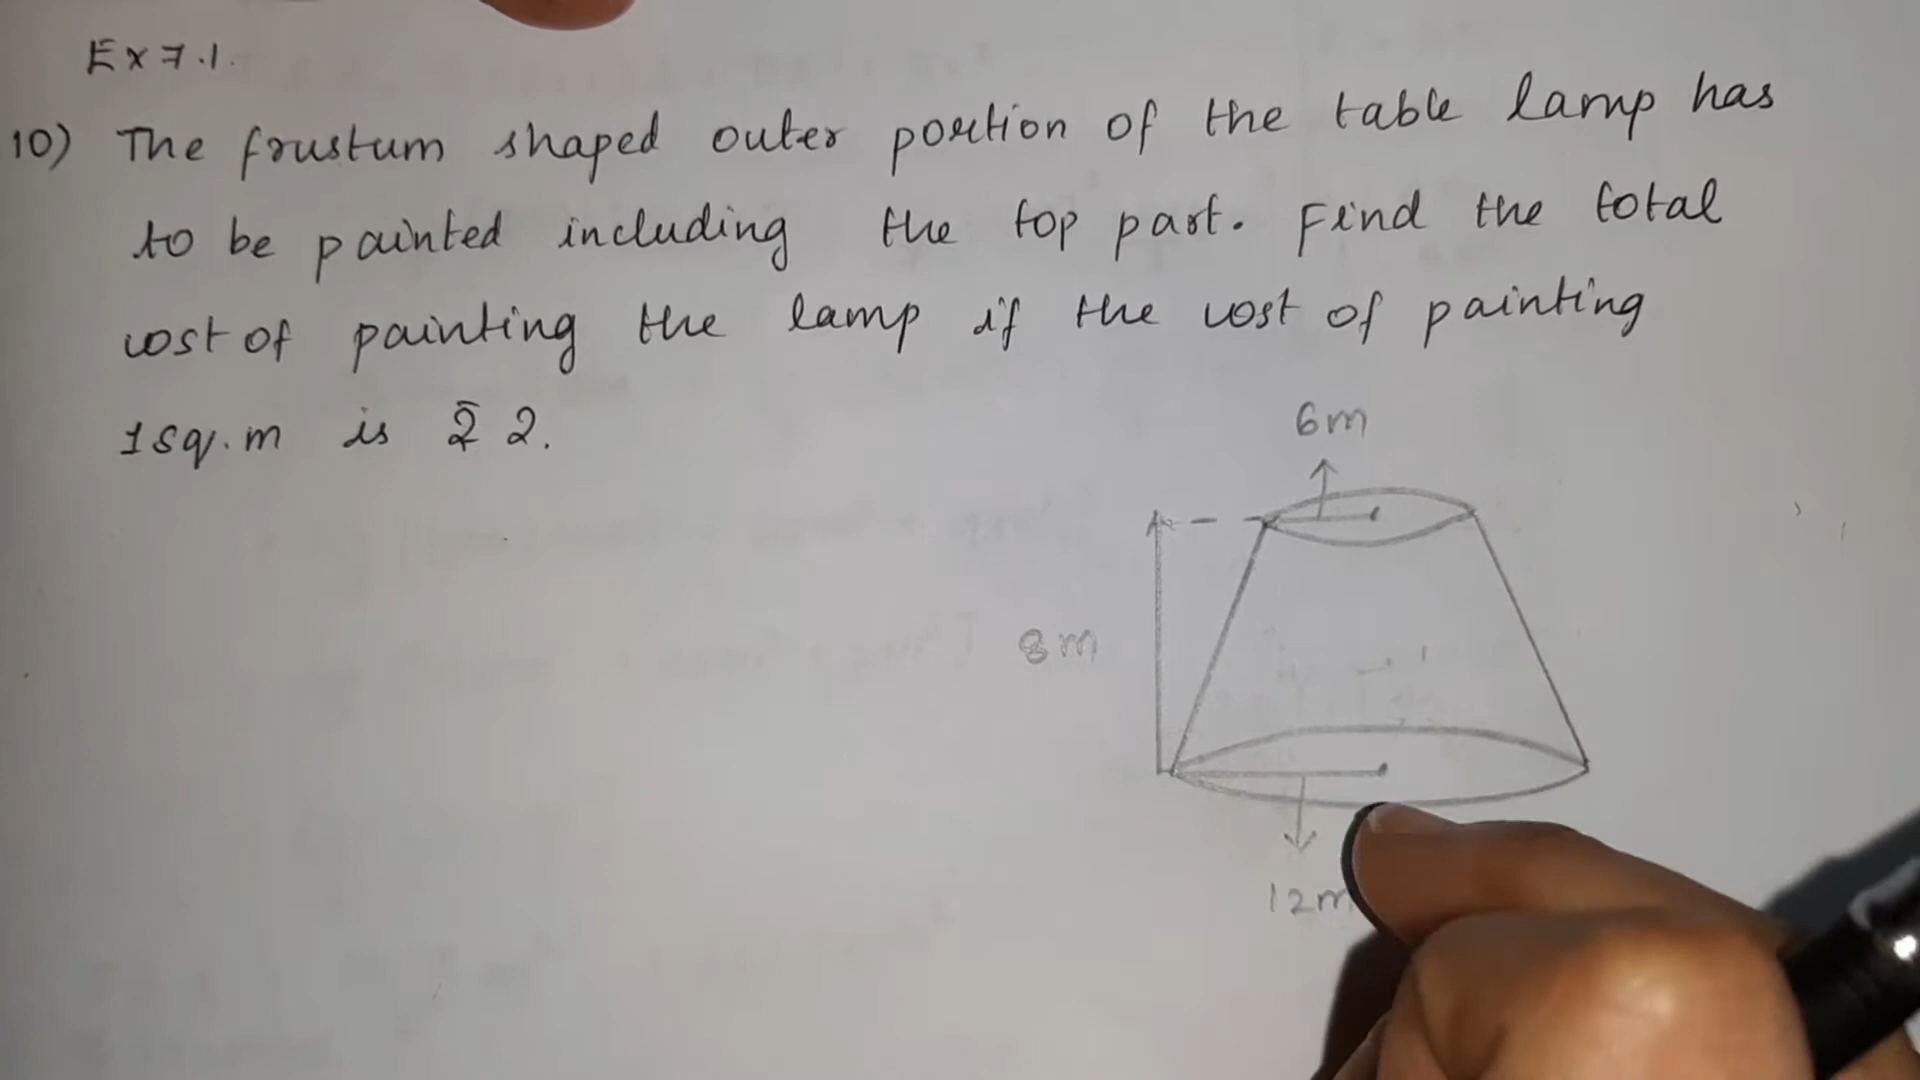 Ex 7.1.
10) The frustum shaped outer portion of the table lamp has
to be painted including the top part. Find the total
cost of painting the lamp if the cost of painting
1sq.m is ₹ 2.
6m
8m
12m